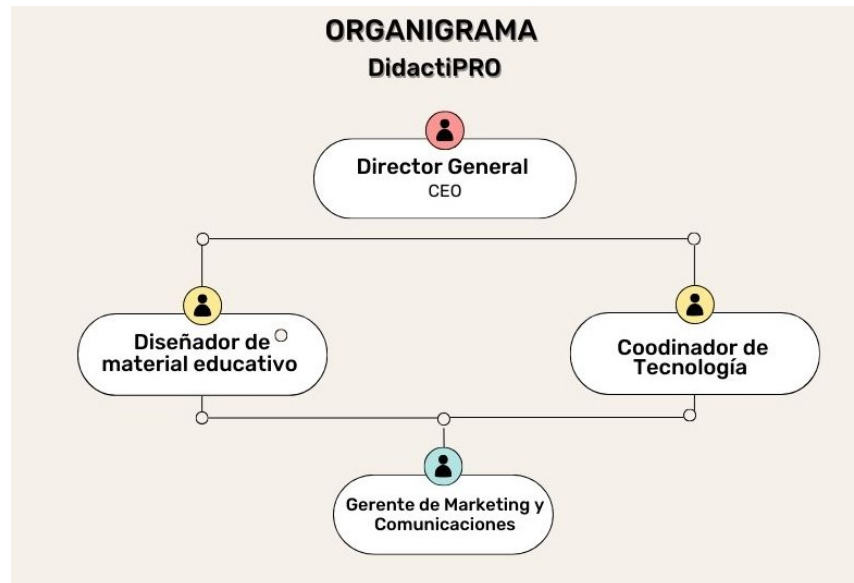 ORGANIGRAMA
DidactiPRO
Director General
CEO
Diseñador de
material educativo
Coodinador de
Tecnología
Gerente de Marketing y
Comunicaciones